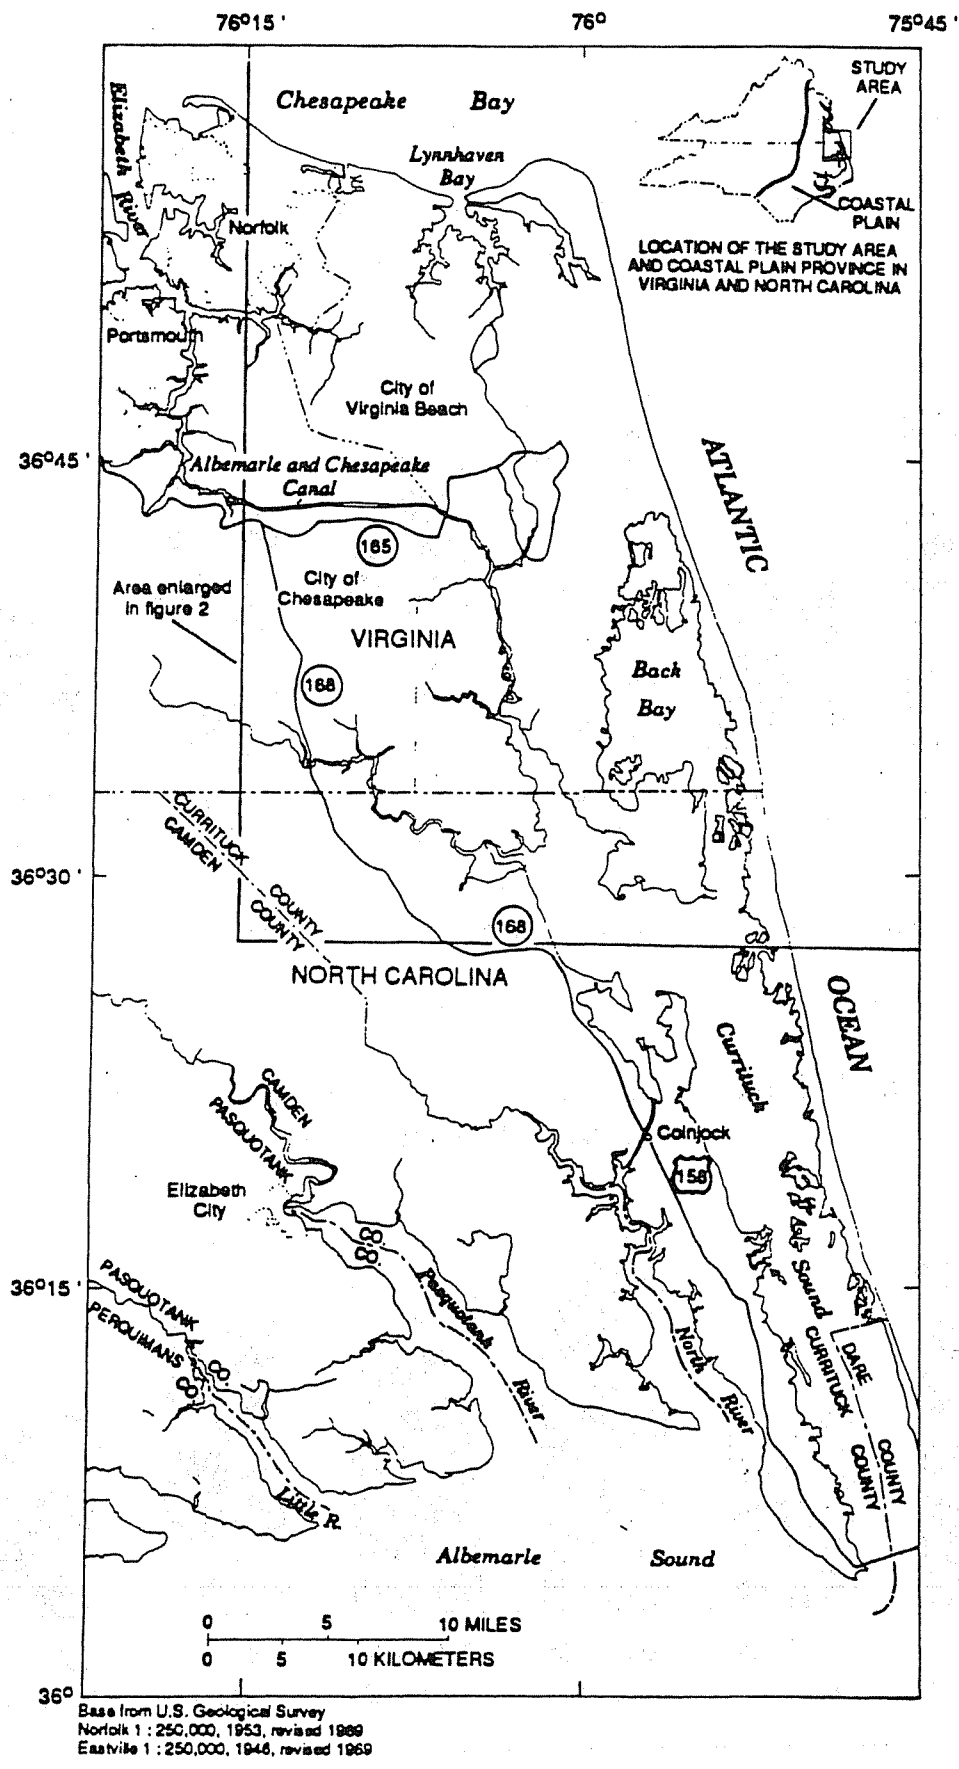 76°15' 76° 75°45'
STUDY
AREA
Chesapeake Bay
Elizabeth River
Lynnhaven
Bay
COASTAL
PLAIN
Norfolk
LOCATION OF THE STUDY AREA
AND COASTAL PLAIN PROVINCE IN
VIRGINIA AND NORTH CAROLINA
Portsmouth
City of
Virginia Beach
36°45'
Albemarle and Chesapeake
Canal
ATLANTIC
165
Area enlarged
in figure 2
City of
Chesapeake
VIRGINIA
168
Back
Bay
CURRITUCK COUNTY
CAMDEN COUNTY
36°30'
168
NORTH CAROLINA
OCEAN
Currituck
CAMDEN CO.
PASQUOTANK CO.
Coinjock
158
Elizabeth
City
Sound
36°15'
PASQUOTANK CO.
PERQUIMANS CO.
Pasquotank River
North River
DARE COUNTY
CURRITUCK COUNTY
Little R.
Albemarle Sound
0 5 10 MILES
0 5 10 KILOMETERS
36°
Base from U.S. Geological Survey
Norfolk 1 : 250,000, 1953, revised 1969
Eastville 1 : 250,000, 1946, revised 1969